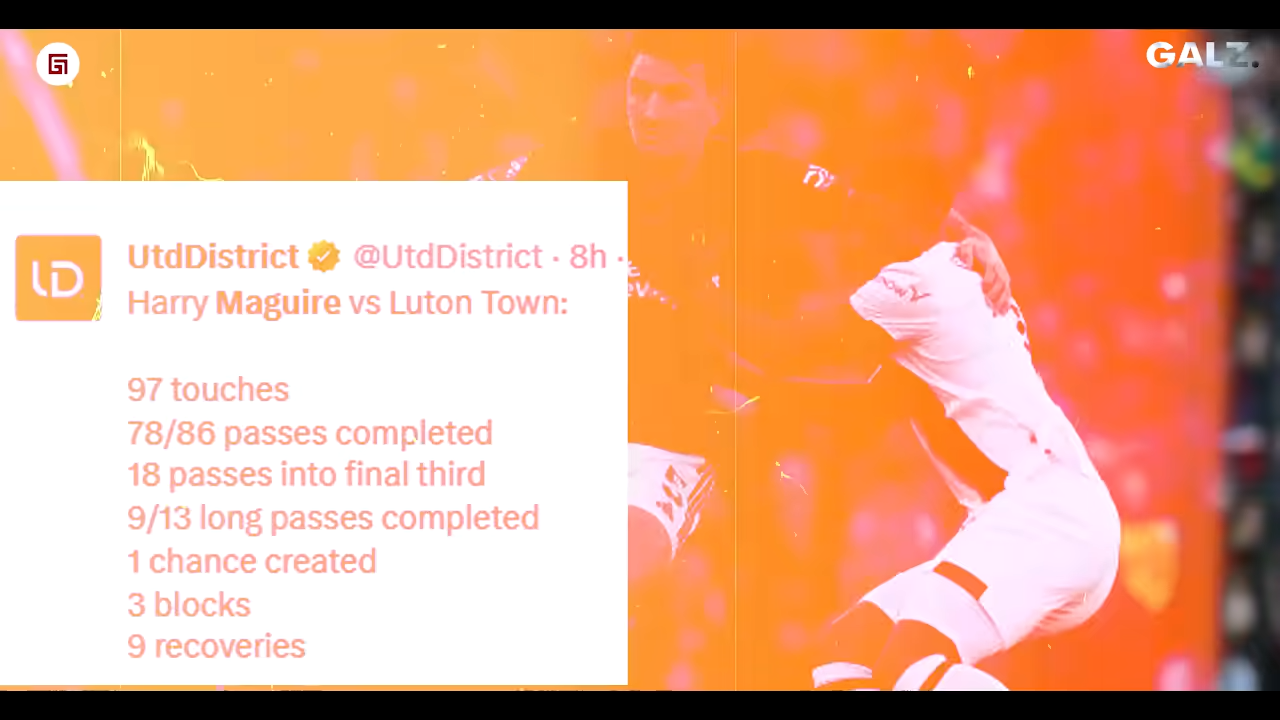 GALZ.
UtdDistrict @UtdDistrict · 8h ·
Harry Maguire vs Luton Town:
97 touches
78/86 passes completed
18 passes into final third
9/13 long passes completed
1 chance created
3 blocks
9 recoveries